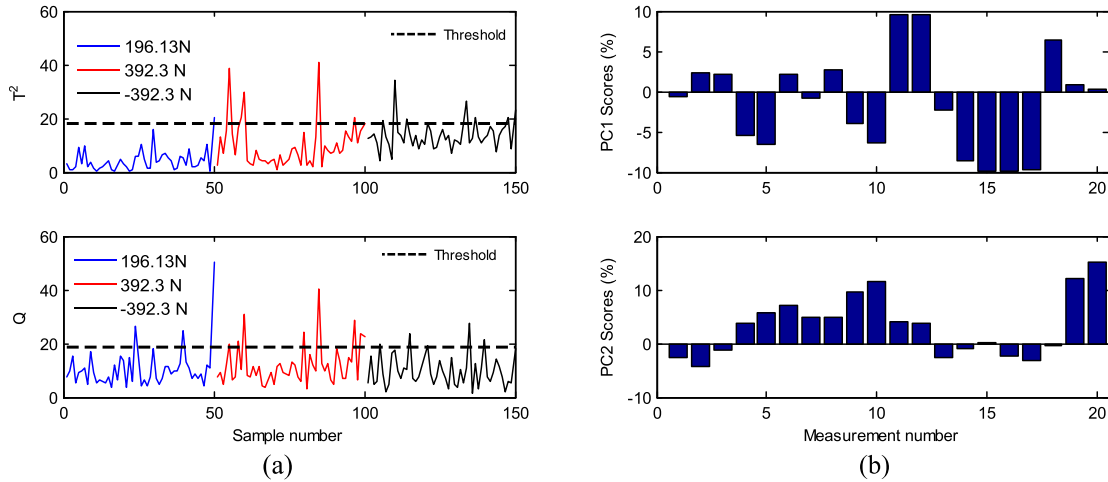 60
40
20
0
T²
196.13N
392.3 N
-392.3 N
Threshold
0 50 100 150
60
40
20
0
Q
196.13N
392.3 N
-392.3 N
Threshold
0 50 100 150
Sample number
(a)
10
5
0
-5
-10
PC1 Scores (%)
0 5 10 15 20
20
10
0
-10
PC2 Scores (%)
0 5 10 15 20
Measurement number
(b)